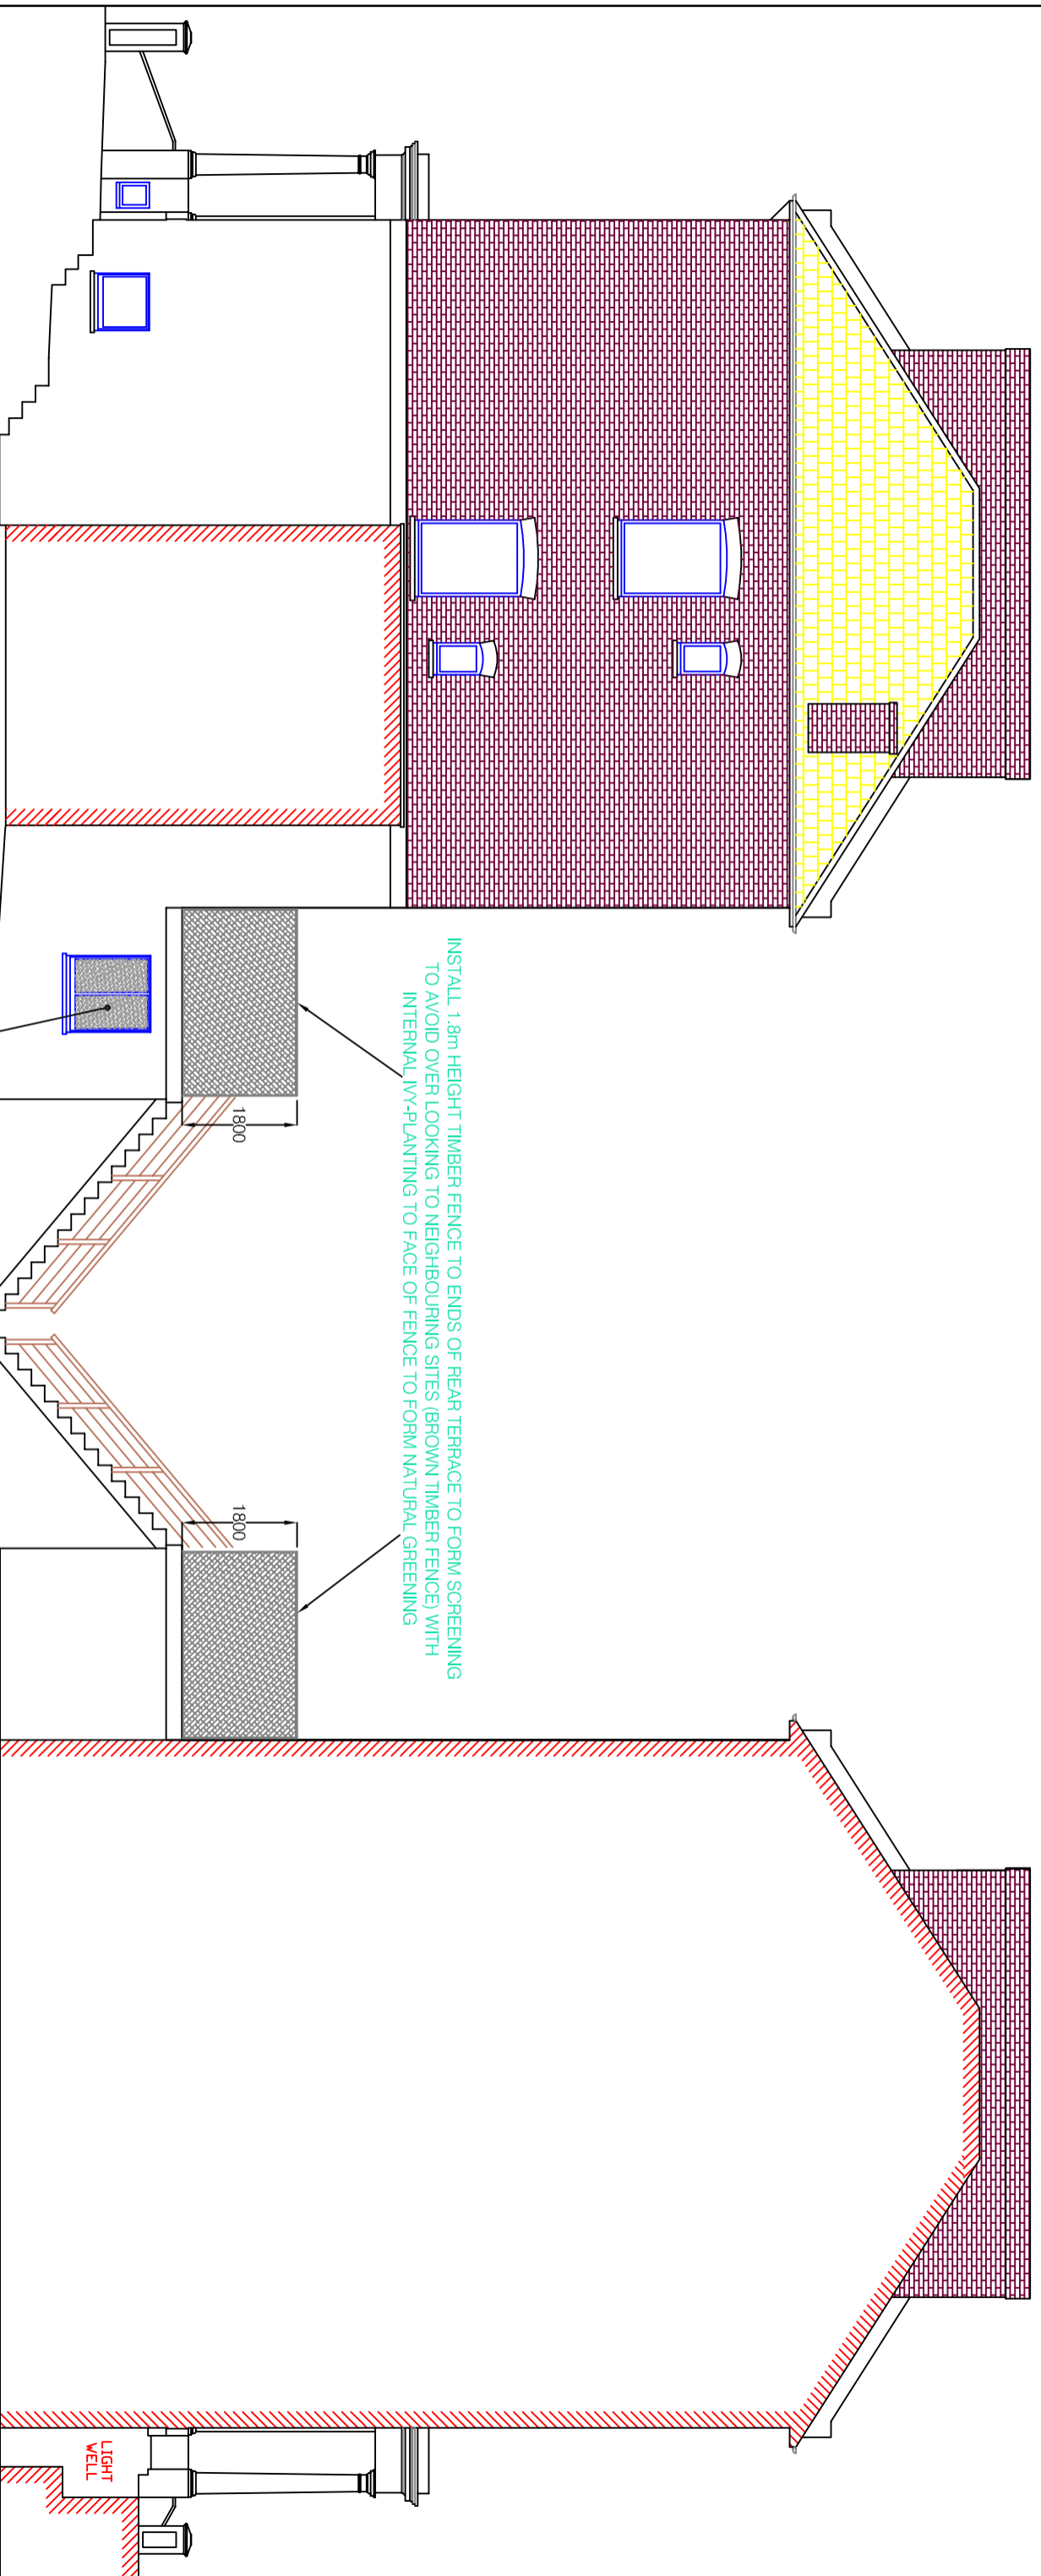 INSTALL 1.8m HEIGHT TIMBER FENCE TO ENDS OF REAR TERRACE TO FORM SCREENING
TO AVOID OVER LOOKING TO NEIGHBOURING SITES (BROWN TIMBER FENCE) WITH
INTERNAL IVY-PLANTING TO FACE OF FENCE TO FORM NATURAL GREENING
1800
1800
LIGHT
WELL